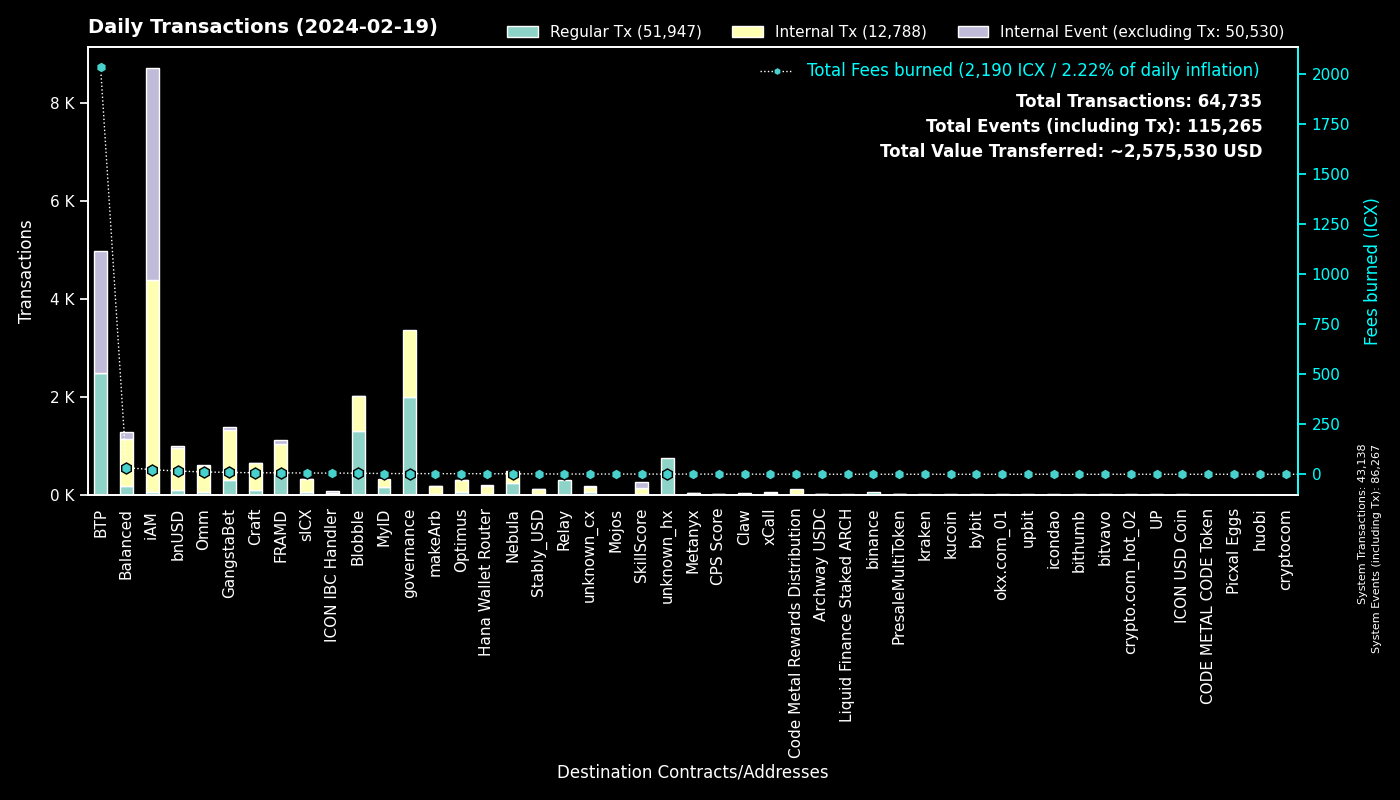 Daily Transactions (2024-02-19)
Regular Tx (51,947)
Internal Tx (12,788)
Internal Event (excluding Tx: 50,530)
Total Fees burned (2,190 ICX / 2.22% of daily inflation)
Total Transactions: 64,735
Total Events (including Tx): 115,265
Total Value Transferred: ~2,575,530 USD
Transactions
8 K
6 K
4 K
2 K
0 K
2000
1750
1500
1250
1000
750
500
250
0
Fees burned (ICX)
System Transactions: 43,138
System Events (including Tx): 86,267
BTP
Balanced
iAM
bnUSD
Omm
GangstaBet
Craft
FRAMD
sICX
ICON IBC Handler
Blobble
MyID
governance
makeArb
Optimus
Hana Wallet Router
Nebula
Stably_USD
Relay
unknown_cx
Mojos
SkillScore
unknown_hx
Metanyx
CPS Score
Claw
xCall
Code Metal Rewards Distribution
Archway USDC
Liquid Finance Staked ARCH
binance
PresaleMultiToken
kraken
kucoin
bybit
okx.com_01
upbit
icondao
bithumb
bitvavo
crypto.com_hot_02
UP
ICON USD Coin
CODE METAL CODE Token
Picxal Eggs
huobi
cryptocom
Destination Contracts/Addresses